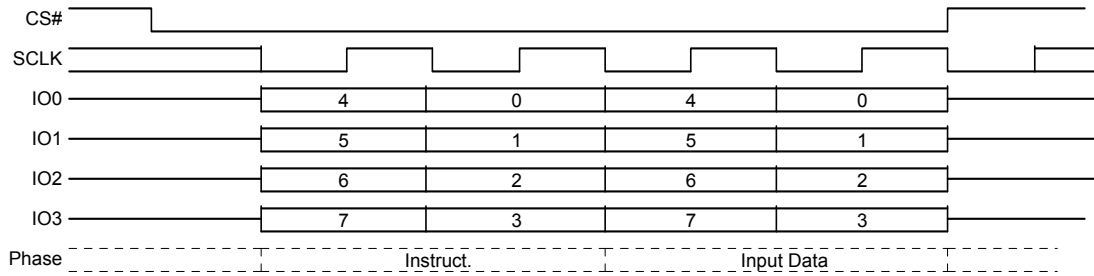 CS#
SCLK
IO0 4 0 4 0
IO1 5 1 5 1
IO2 6 2 6 2
IO3 7 3 7 3
Phase Instruct. Input Data